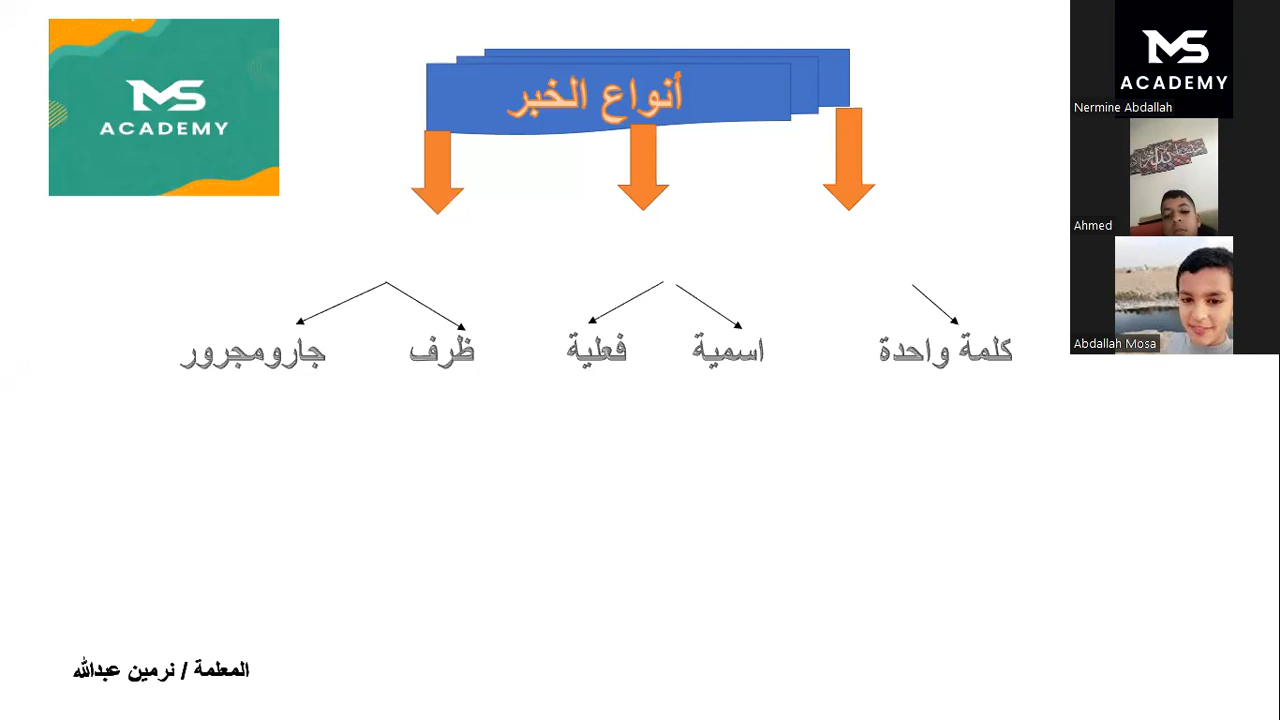 MS
ACADEMY
أنواع الخبر
كلمة واحدة
اسمية
فعلية
ظرف
جارومجرور
المعلمة / نرمين عبدالله
MS
ACADEMY
Nermine Abdallah
Ahmed
Abdallah Mosa